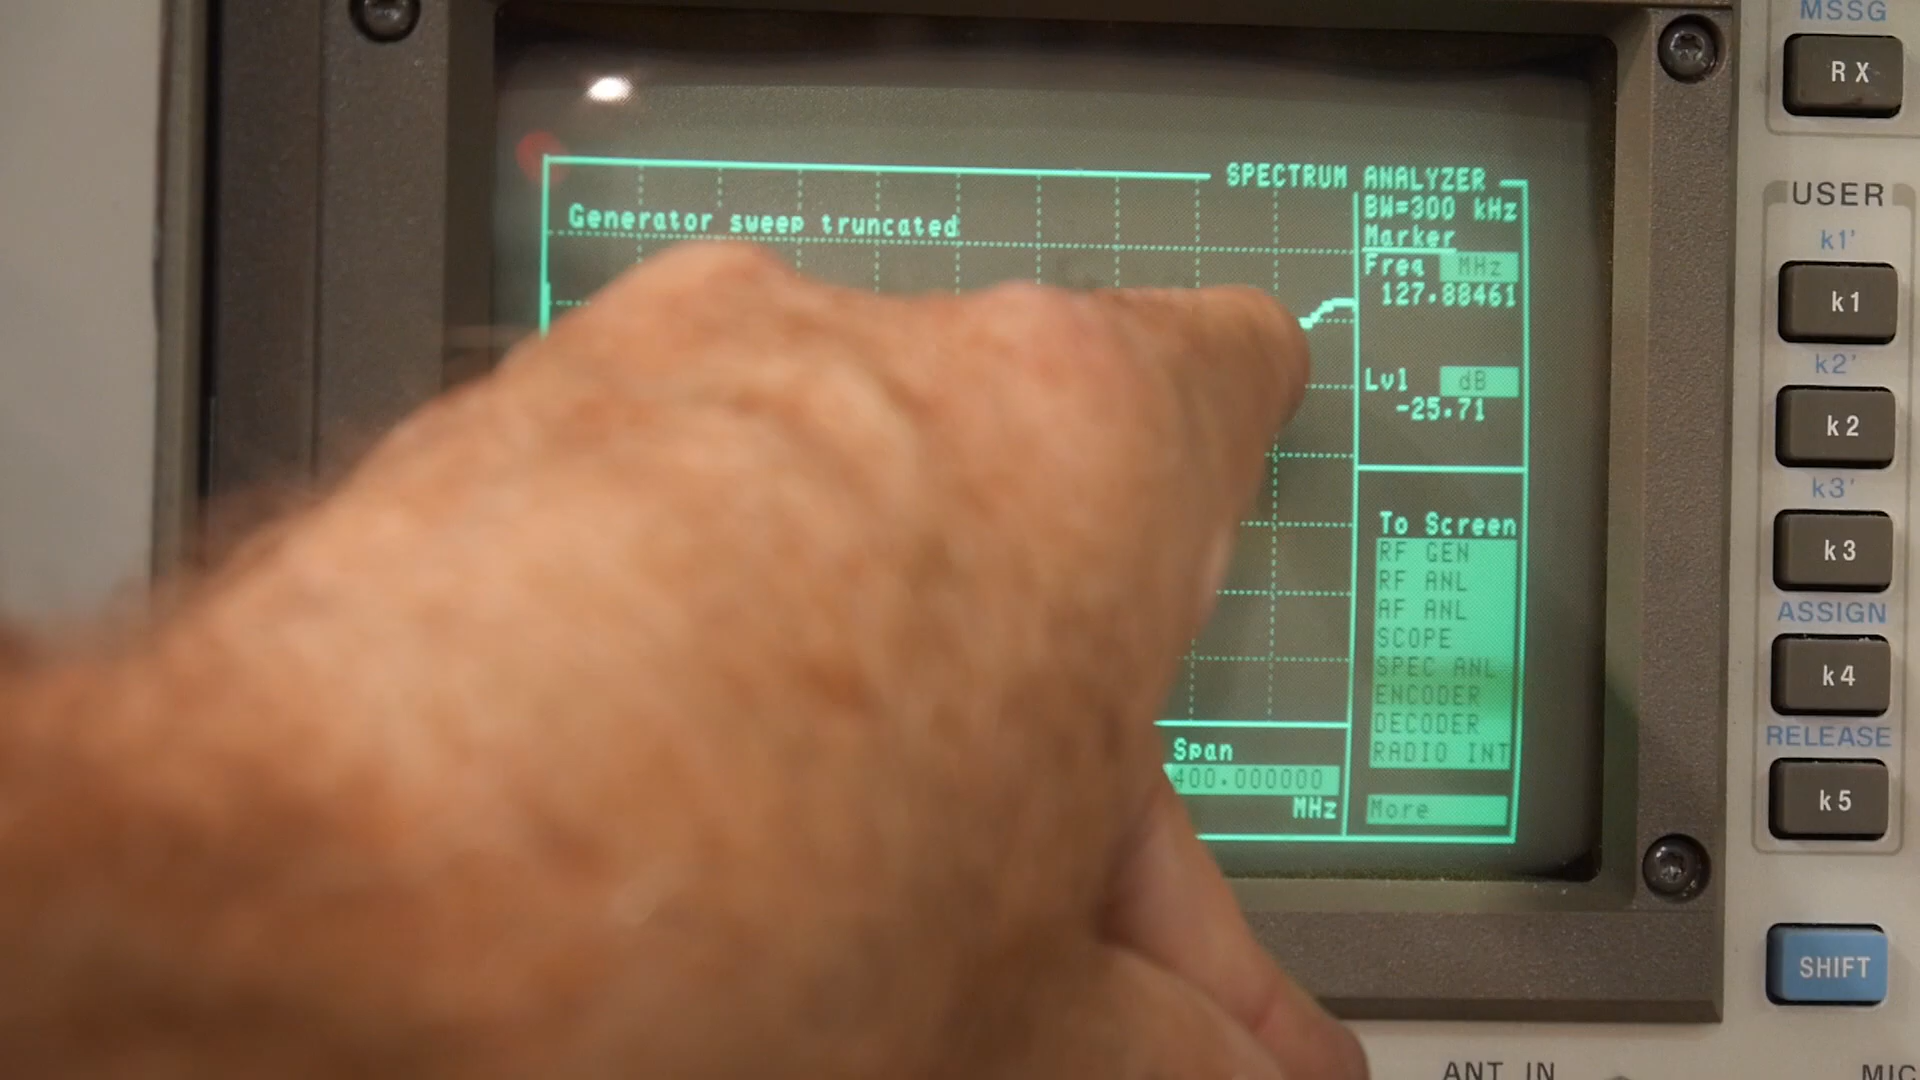 MSSG
RX
SPECTRUM ANALYZER
Generator sweep truncated
BW=300 kHz
Marker
Freq MHz
127.88461
Lvl dB
-25.71
To Screen
RF GEN
RF ANL
AF ANL
SCOPE
SPEC ANL
ENCODER
DECODER
RADIO INT
More
Span
400.000000
MHz
USER
k1'
k1
k2'
k2
k3'
k3
ASSIGN
k4
RELEASE
k5
SHIFT
ANT IN
MIC